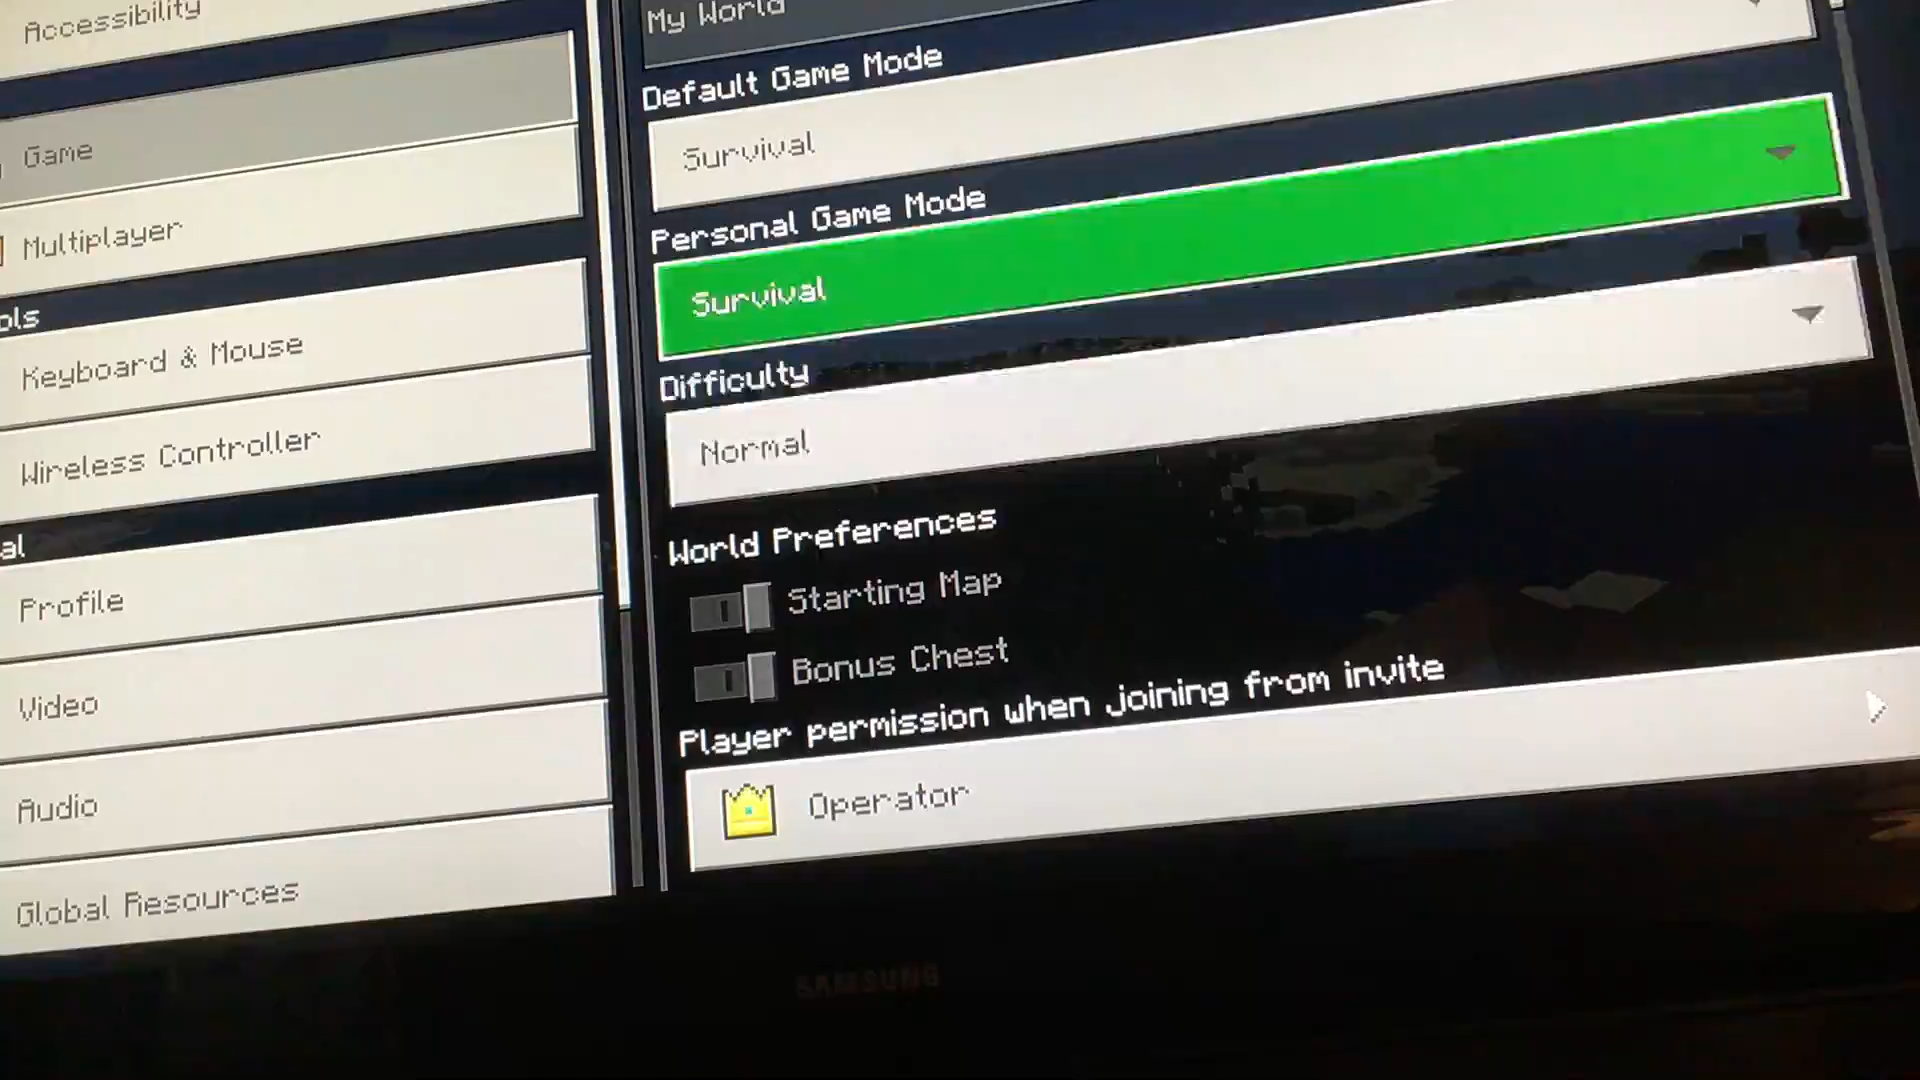 Accessibility
Game
Multiplayer
ols
Keyboard & Mouse
Wireless Controller
al
Profile
Video
Audio
Global Resources
My World
Default Game Mode
Survival
Personal Game Mode
Survival
Difficulty
Normal
World Preferences
Starting Map
Bonus Chest
Player permission when joining from invite
Operator
SAMSUNG